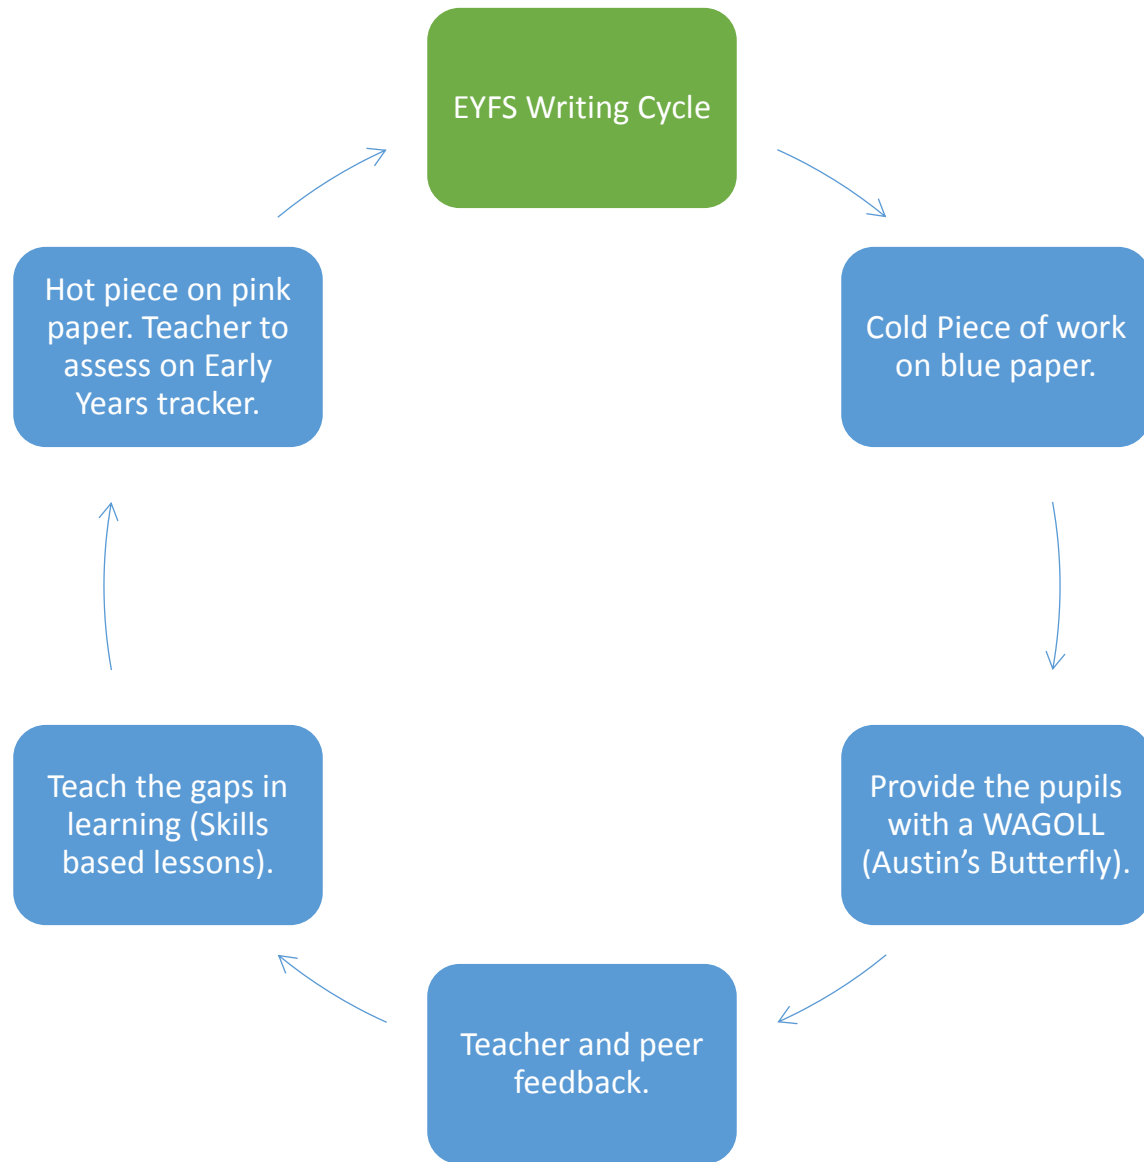 EYFS Writing Cycle
Cold Piece of work
on blue paper.
Provide the pupils
with a WAGOLL
(Austin’s Butterfly).
Teacher and peer
feedback.
Teach the gaps in
learning (Skills
based lessons).
Hot piece on pink
paper. Teacher to
assess on Early
Years tracker.